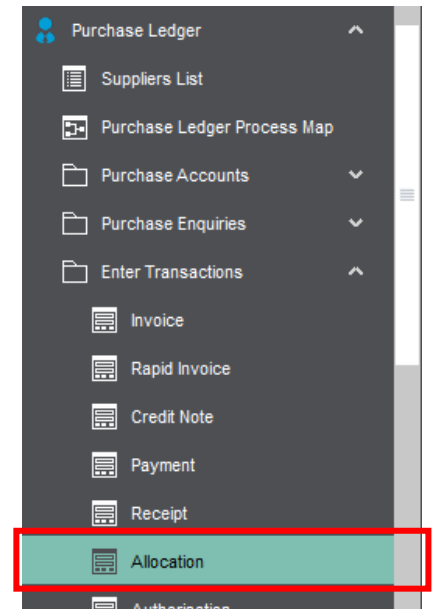 Purchase Ledger
Suppliers List
Purchase Ledger Process Map
Purchase Accounts
Purchase Enquiries
Enter Transactions
Invoice
Rapid Invoice
Credit Note
Payment
Receipt
Allocation